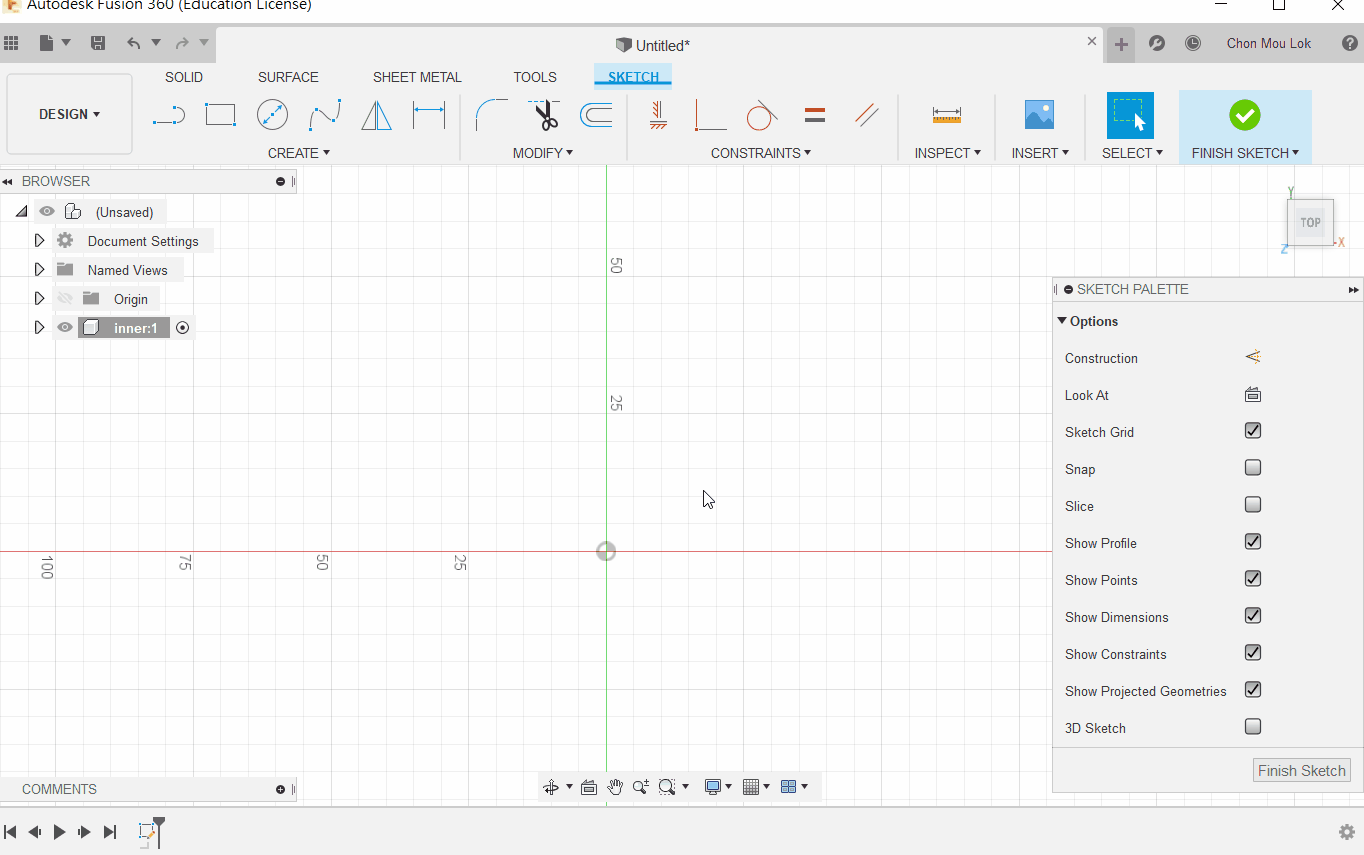 Autodesk Fusion 360 (Education License)
Untitled*
Chon Mou Lok
SOLID SURFACE SHEET METAL TOOLS SKETCH
DESIGN
CREATE MODIFY CONSTRAINTS INSPECT INSERT SELECT FINISH SKETCH
BROWSER
(Unsaved)
Document Settings
Named Views
Origin
inner:1
Y
TOP
X
Z
50
25
100 75 50 25
SKETCH PALETTE
Options
Construction
Look At
Sketch Grid
Snap
Slice
Show Profile
Show Points
Show Dimensions
Show Constraints
Show Projected Geometries
3D Sketch
Finish Sketch
COMMENTS